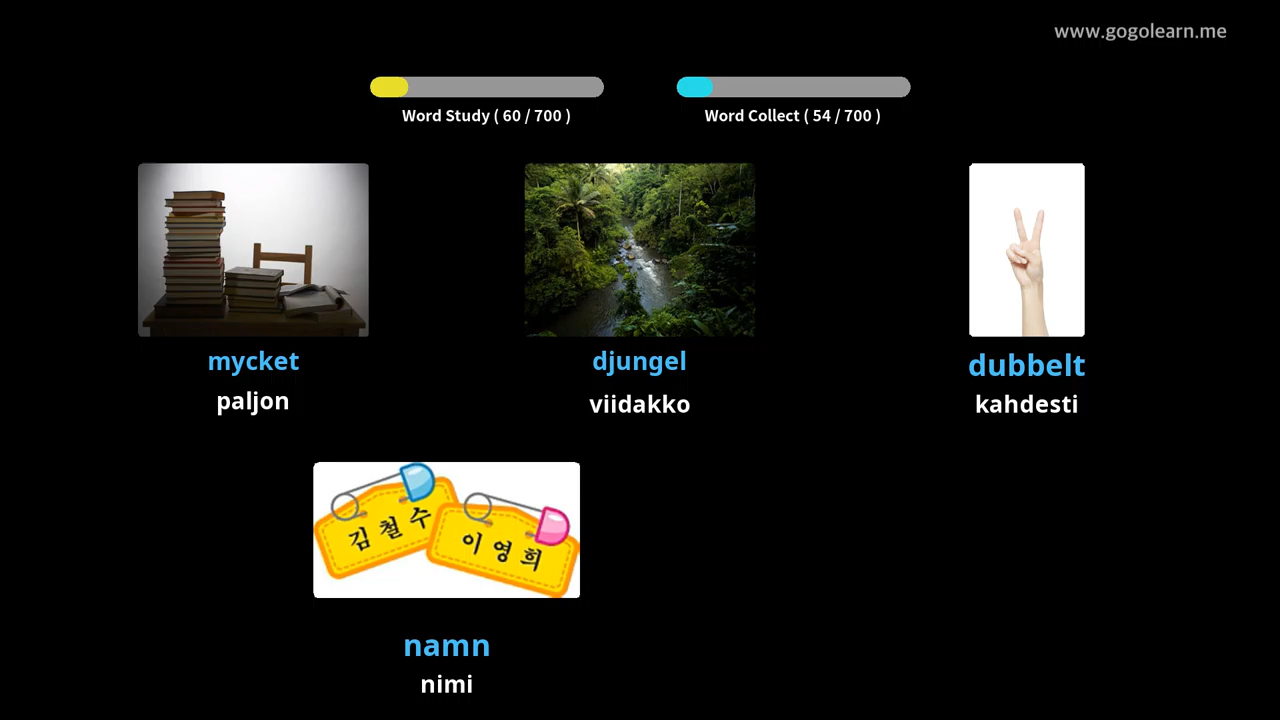 www.gogolearn.me
Word Study ( 60 / 700 )
Word Collect ( 54 / 700 )
mycket
paljon
djungel
viidakko
dubbelt
kahdesti
김철수
이영희
namn
nimi